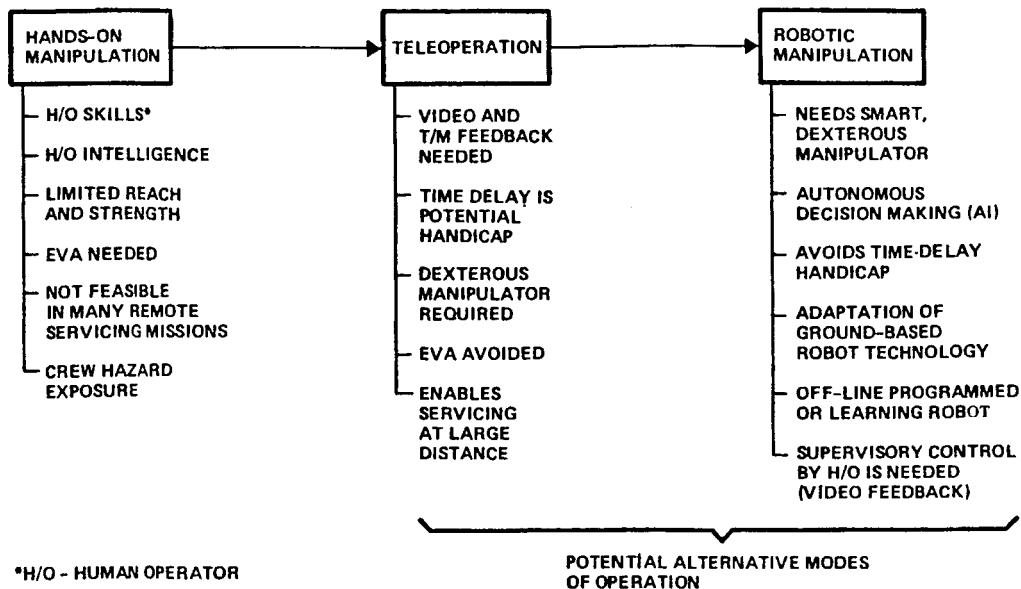 HANDS-ON
MANIPULATION
H/O SKILLS*
H/O INTELLIGENCE
LIMITED REACH
AND STRENGTH
EVA NEEDED
NOT FEASIBLE
IN MANY REMOTE
SERVICING MISSIONS
CREW HAZARD
EXPOSURE
TELEOPERATION
VIDEO AND
T/M FEEDBACK
NEEDED
TIME DELAY IS
POTENTIAL
HANDICAP
DEXTEROUS
MANIPULATOR
REQUIRED
EVA AVOIDED
ENABLES
SERVICING
AT LARGE
DISTANCE
ROBOTIC
MANIPULATION
NEEDS SMART,
DEXTEROUS
MANIPULATOR
AUTONOMOUS
DECISION MAKING (AI)
AVOIDS TIME-DELAY
HANDICAP
ADAPTATION OF
GROUND-BASED
ROBOT TECHNOLOGY
OFF-LINE PROGRAMMED
OR LEARNING ROBOT
SUPERVISORY CONTROL
BY H/O IS NEEDED
(VIDEO FEEDBACK)
POTENTIAL ALTERNATIVE MODES
OF OPERATION
*H/O - HUMAN OPERATOR